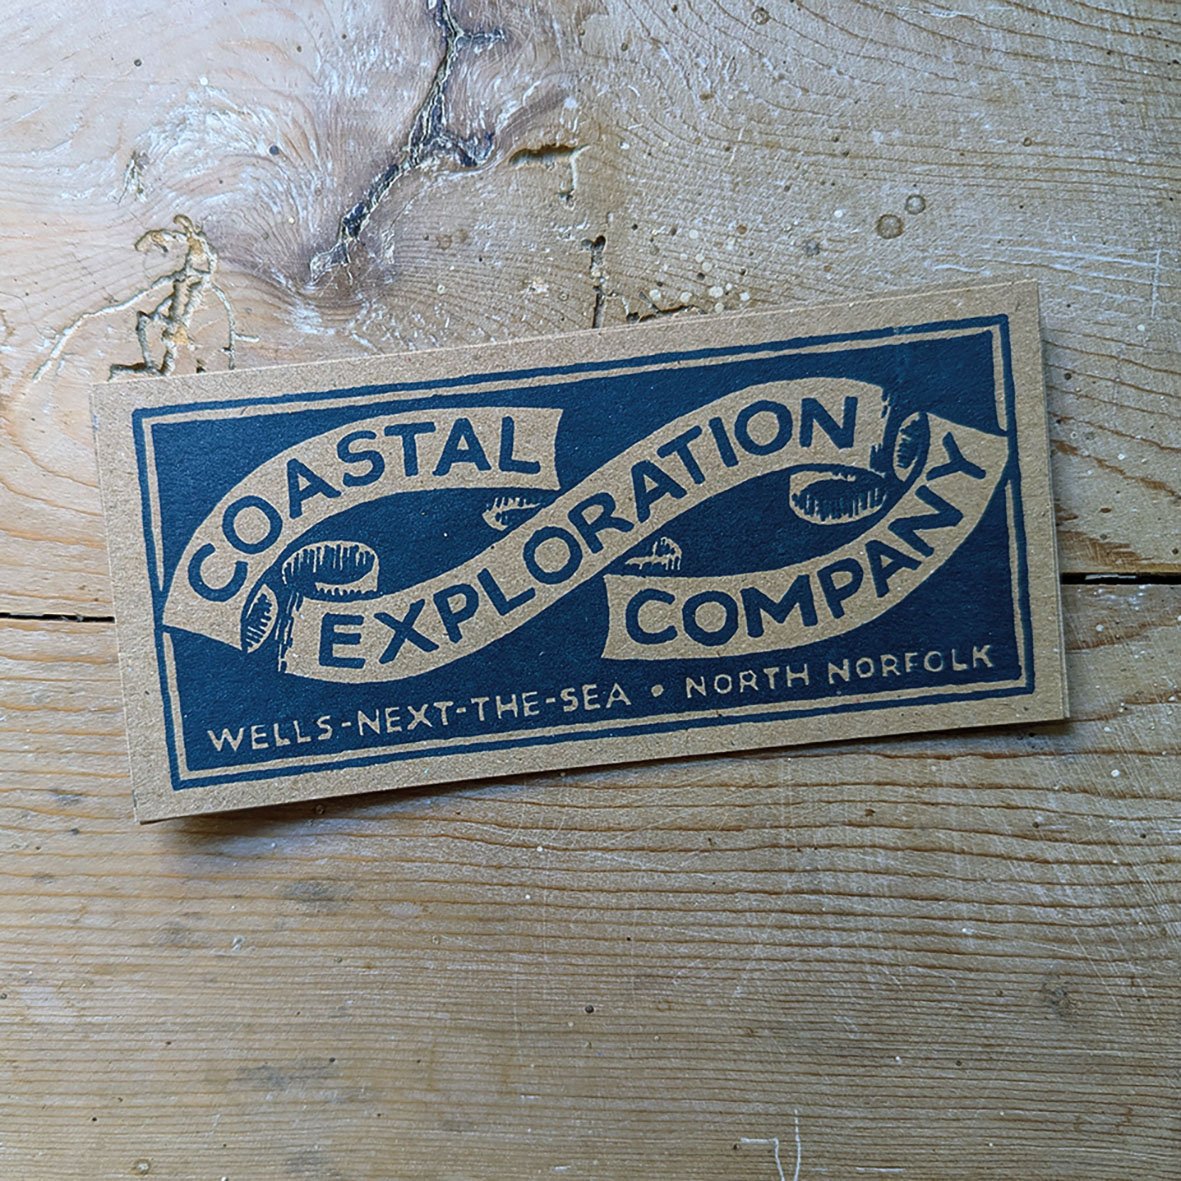 COASTAL
EXPLORATION
COMPANY
WELLS-NEXT-THE-SEA • NORTH NORFOLK